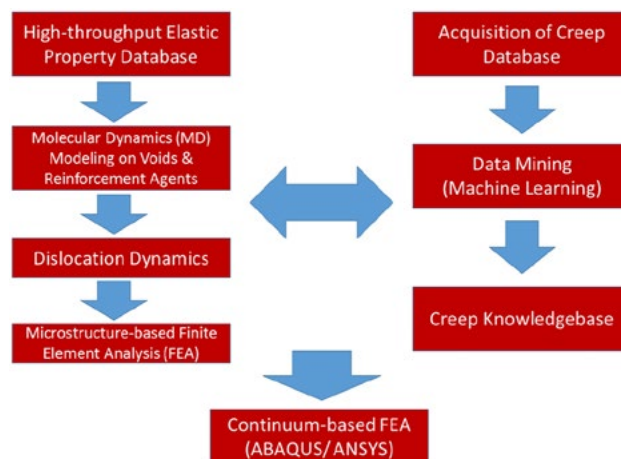 High-throughput Elastic
Property Database
Molecular Dynamics (MD)
Modeling on Voids &
Reinforcement Agents
Dislocation Dynamics
Microstructure-based Finite
Element Analysis (FEA)
Acquisition of Creep
Database
Data Mining
(Machine Learning)
Creep Knowledgebase
Continuum-based FEA
(ABAQUS/ANSYS)